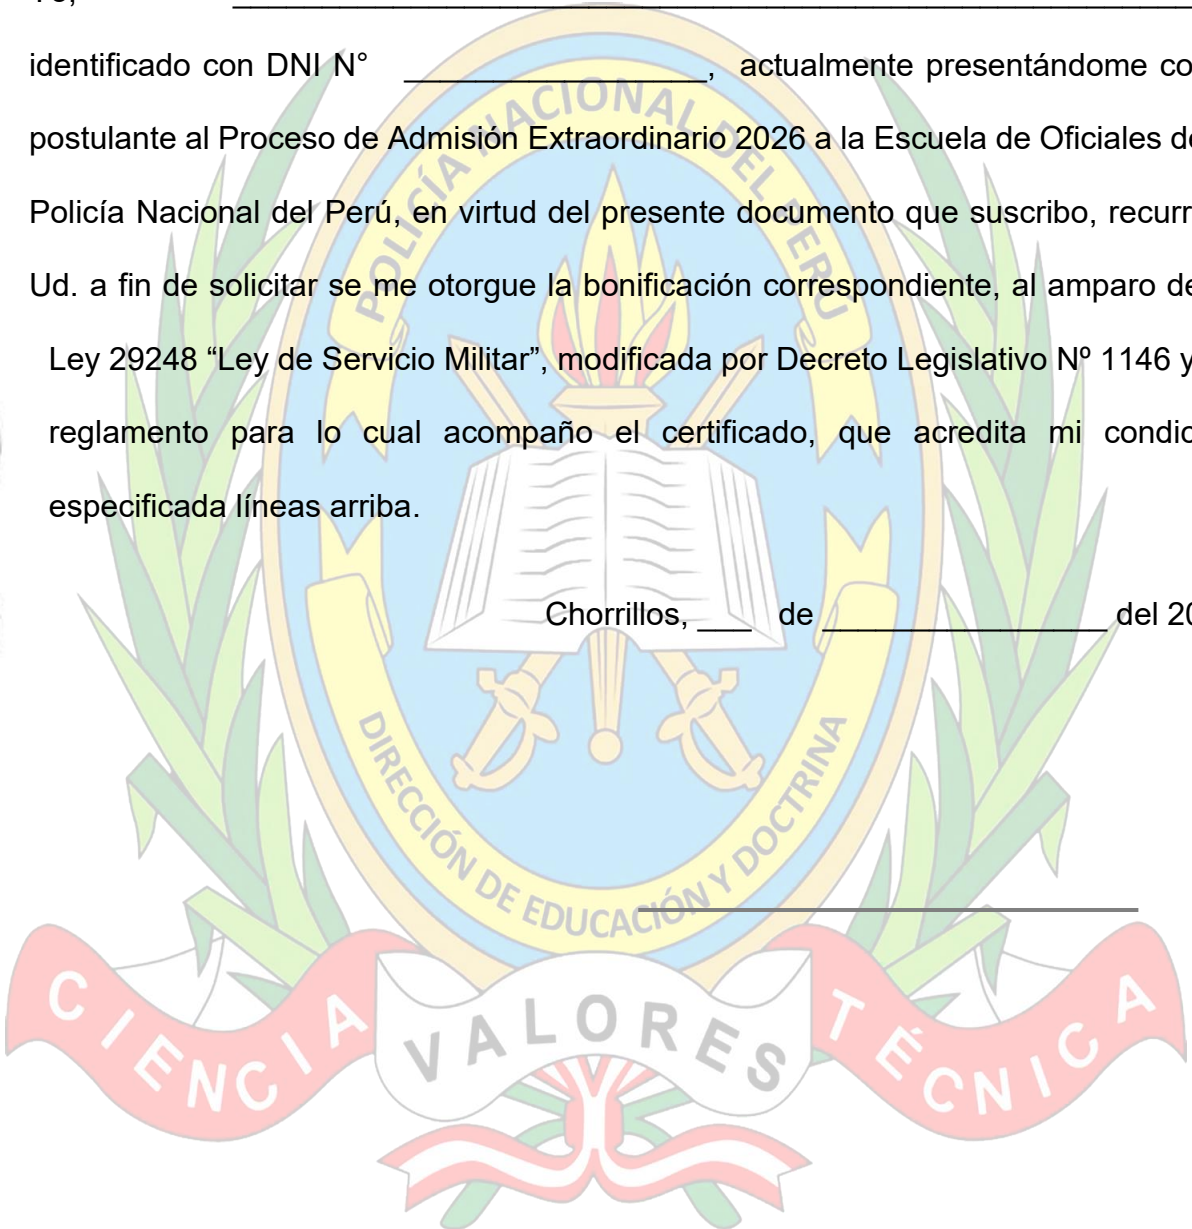 identificado con DNI N° _________________, actualmente presentándome co
postulante al Proceso de Admisión Extraordinario 2026 a la Escuela de Oficiales de
Policía Nacional del Perú, en virtud del presente documento que suscribo, recurr
Ud. a fin de solicitar se me otorgue la bonificación correspondiente, al amparo de
Ley 29248 “Ley de Servicio Militar”, modificada por Decreto Legislativo Nº 1146 y
reglamento para lo cual acompaño el certificado, que acredita mi condic
especificada líneas arriba.
Chorrillos, ___ de ________________ del 20
POLICÍA NACIONAL DEL PERÚ
DIRECCIÓN DE EDUCACIÓN Y DOCTRINA
CIENCIA VALORES TÉCNICA